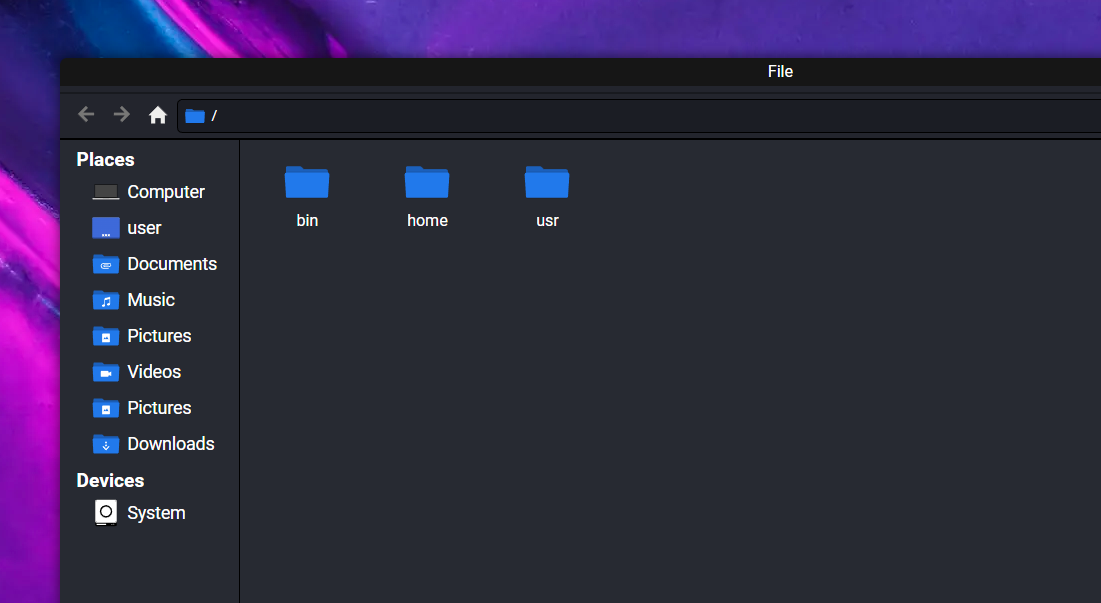 File
/
Places
Computer
user
Documents
Music
Pictures
Videos
Pictures
Downloads
Devices
System
bin home usr